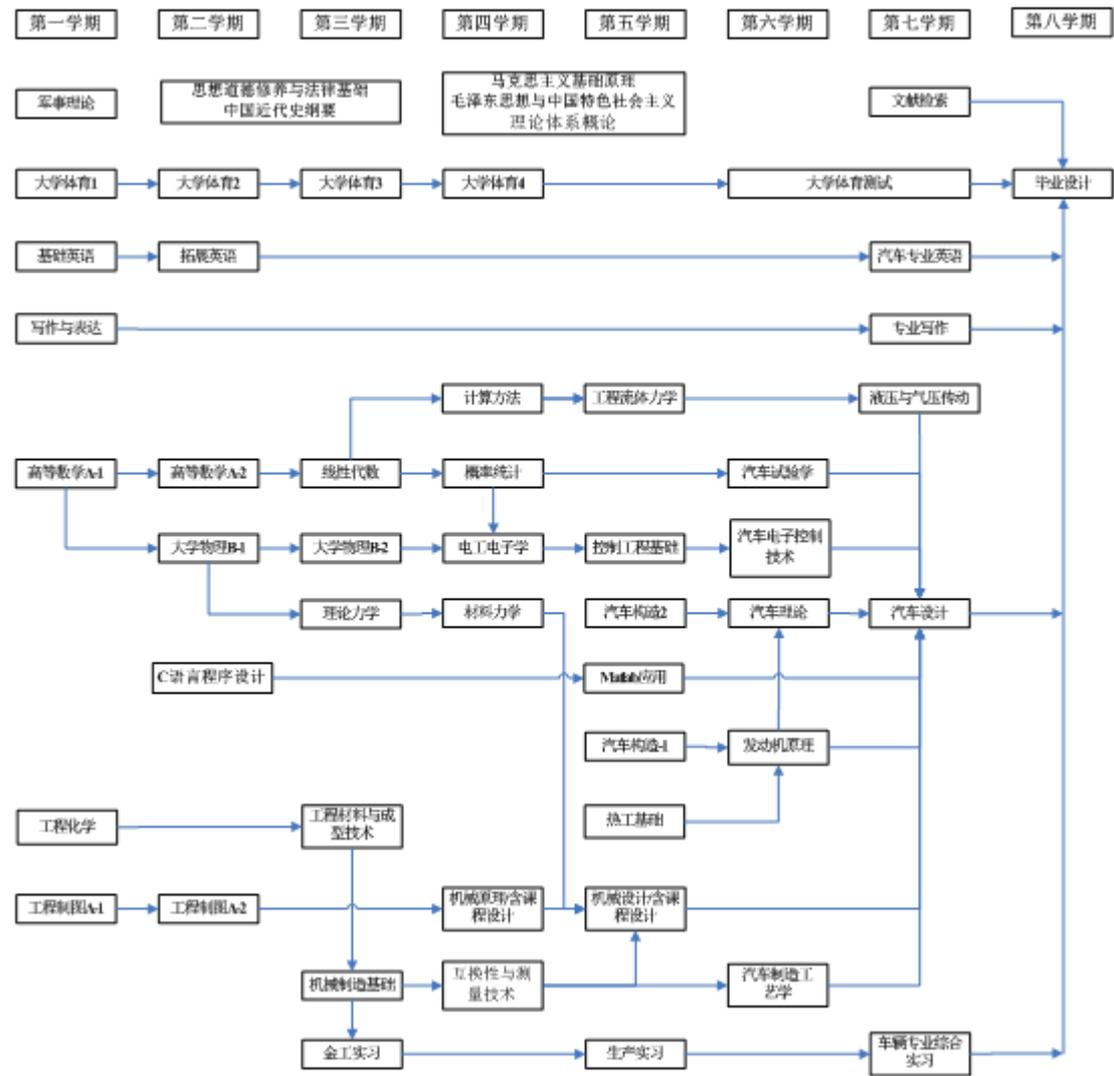 第一学期
第二学期
第三学期
第四学期
第五学期
第六学期
第七学期
第八学期
军事理论
思想道德修养与法律基础
中国近代史纲要
马克思主义基础原理
毛泽东思想与中国特色社会主义
理论体系概论
文献检索
大学体育1
大学体育2
大学体育3
大学体育4
大学体育测试
毕业设计
基础英语
拓展英语
汽车专业英语
写作与表达
专业写作
计算方法
工程流体力学
液压与气压传动
高等数学A-1
高等数学A-2
线性代数
概率统计
汽车试验学
大学物理B-1
大学物理B-2
电工电子学
控制工程基础
汽车电子控制
技术
理论力学
材料力学
汽车构造2
汽车理论
汽车设计
C语言程序设计
Matlab应用
汽车构造-1
发动机原理
工程化学
工程材料与成
型技术
热工基础
工程制图A-1
工程制图A-2
机械原理/含课
程设计
机械设计/含课
程设计
机械制造基础
互换性与测
量技术
汽车制造工
艺学
金工实习
生产实习
车辆专业综合
实习